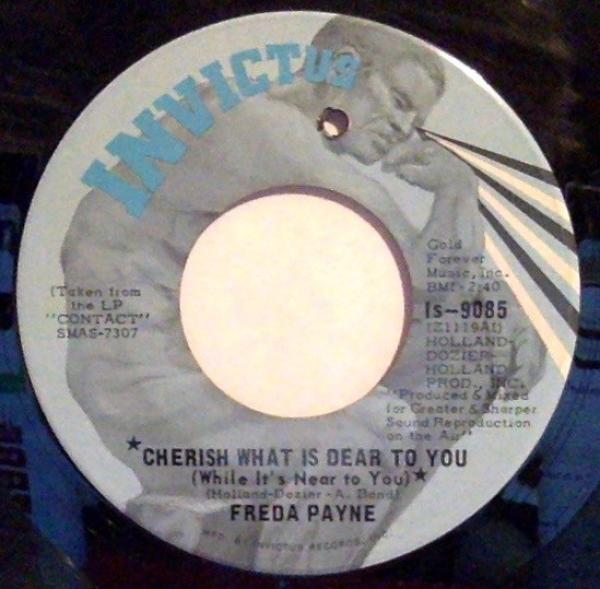 INVICTUS
(Taken from
the LP
"CONTACT"
SMAS-7307
Gold
Forever
Music, Inc.
BMI - 2:40
Is-9085
(Z1119A1)
HOLLAND-
DOZIER-
HOLLAND
PROD., INC.
"Produced & Mixed
for Greater & Sharper
Sound Reproduction
on the Air"
★CHERISH WHAT IS DEAR TO YOU
(While It's Near to You)★
(Holland-Dozier-A. Bond)
FREDA PAYNE
MFD. BY INVICTUS RECORDS, INC.